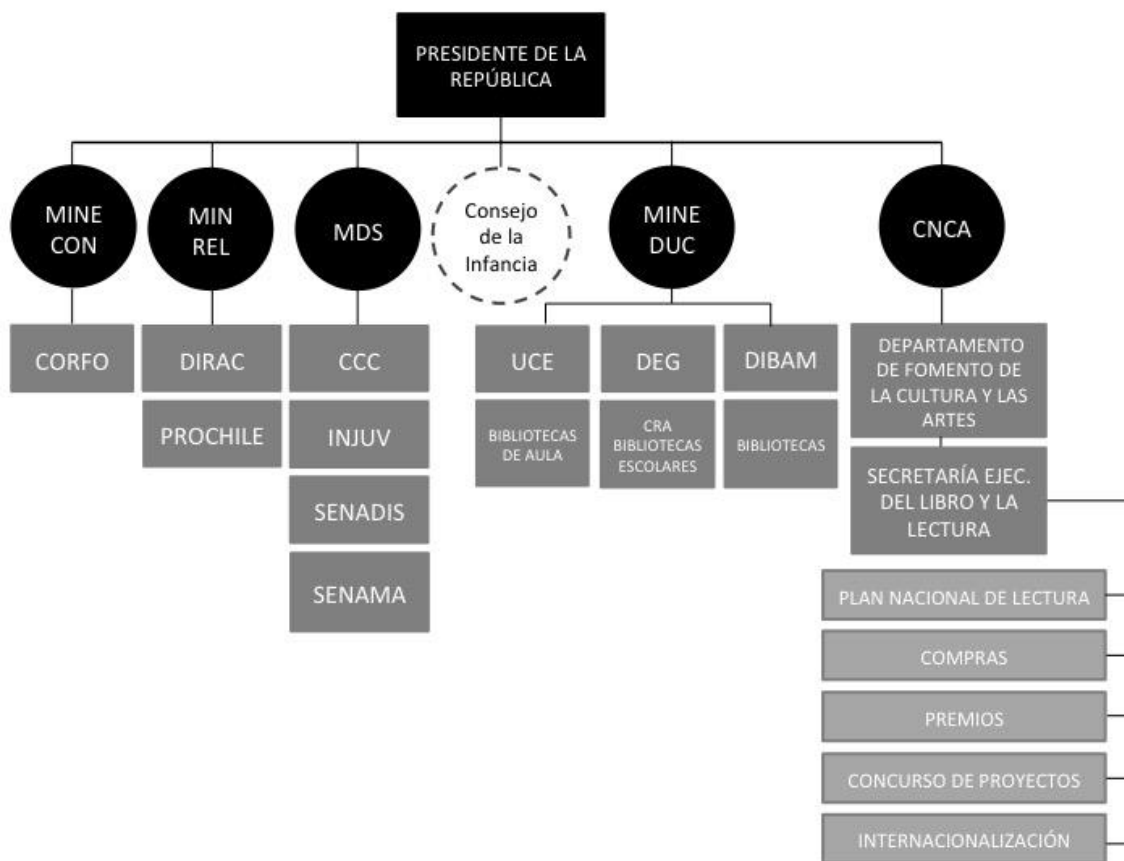 PRESIDENTE DE LA
REPÚBLICA
MINE
CON
MIN
REL
MDS
Consejo
de la
Infancia
MINE
DUC
CNCA
CORFO
DIRAC
PROCHILE
CCC
INJUV
SENADIS
SENAMA
UCE
BIBLIOTECAS
DE AULA
DEG
CRA
BIBLIOTECAS
ESCOLARES
DIBAM
BIBLIOTECAS
DEPARTAMENTO
DE FOMENTO DE
LA CULTURA Y LAS
ARTES
SECRETARÍA EJEC.
DEL LIBRO Y LA
LECTURA
PLAN NACIONAL DE LECTURA
COMPRAS
PREMIOS
CONCURSO DE PROYECTOS
INTERNACIONALIZACIÓN